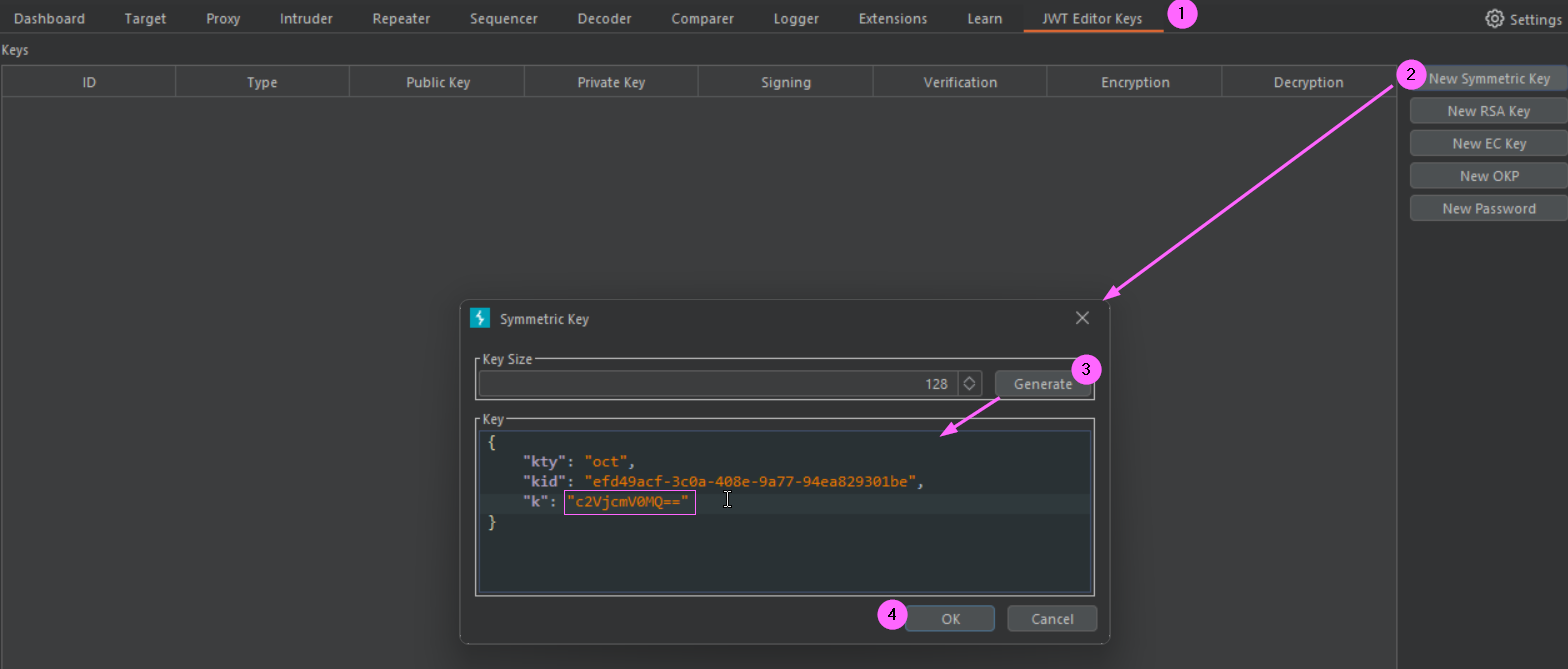 Dashboard Target Proxy Intruder Repeater Sequencer Decoder Comparer Logger Extensions Learn JWT Editor Keys 1 Settings
Keys
ID Type Public Key Private Key Signing Verification Encryption Decryption
2 New Symmetric Key
New RSA Key
New EC Key
New OKP
New Password
Symmetric Key
Key Size
128 Generate 3
Key
{
"kty": "oct",
"kid": "efd49acf-3c0a-408e-9a77-94ea829301be",
"k": "c2VjcmV0MQ=="
}
4 OK Cancel